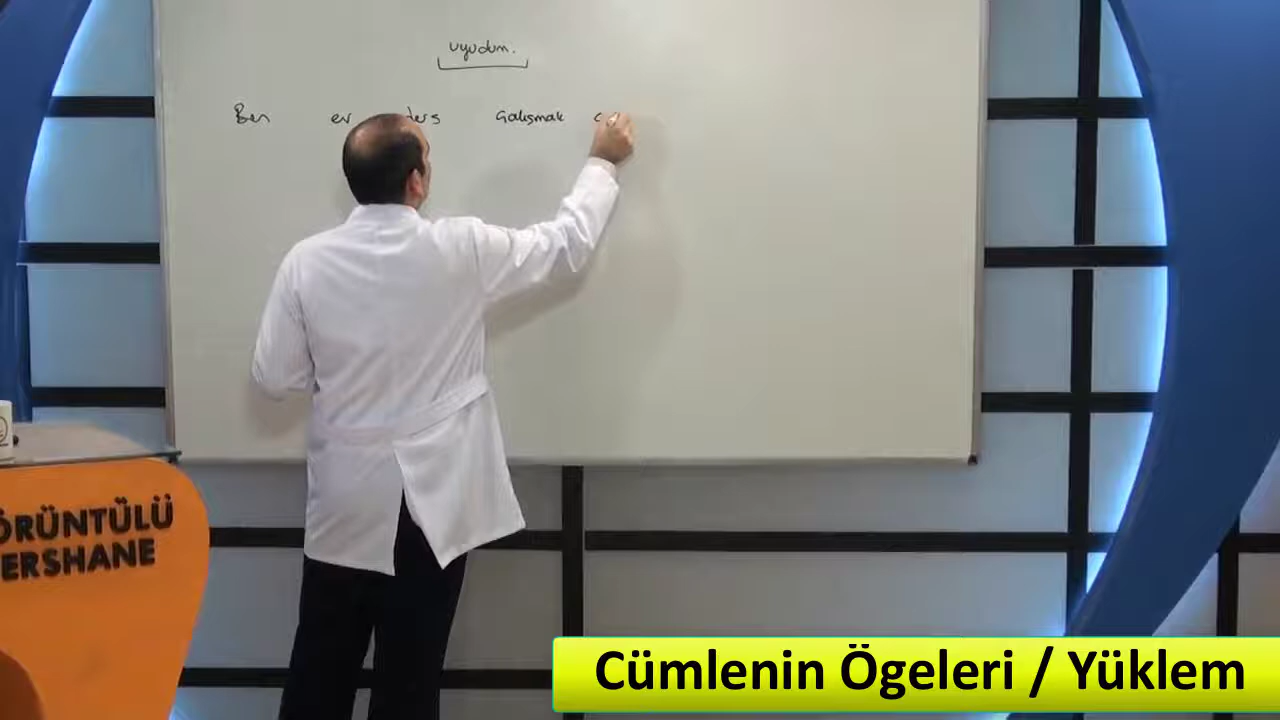 uyudum.
Ben ev ders çalışmak
ÖRÜNTÜLÜ
ERSHANE
Cümlenin Ögeleri / Yüklem